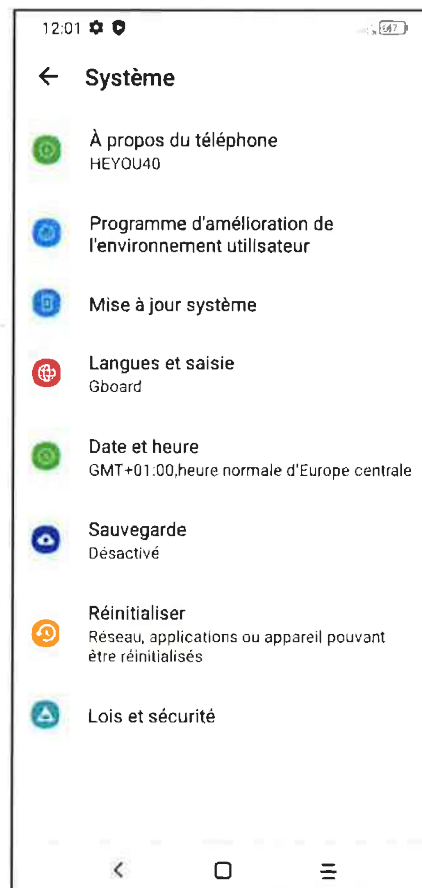 12:01
Système
À propos du téléphone
HEYOU40
Programme d'amélioration de
l'environnement utilisateur
Mise à jour système
Langues et saisie
Gboard
Date et heure
GMT+01:00,heure normale d'Europe centrale
Sauvegarde
Désactivé
Réinitialiser
Réseau, applications ou appareil pouvant
être réinitialisés
Lois et sécurité